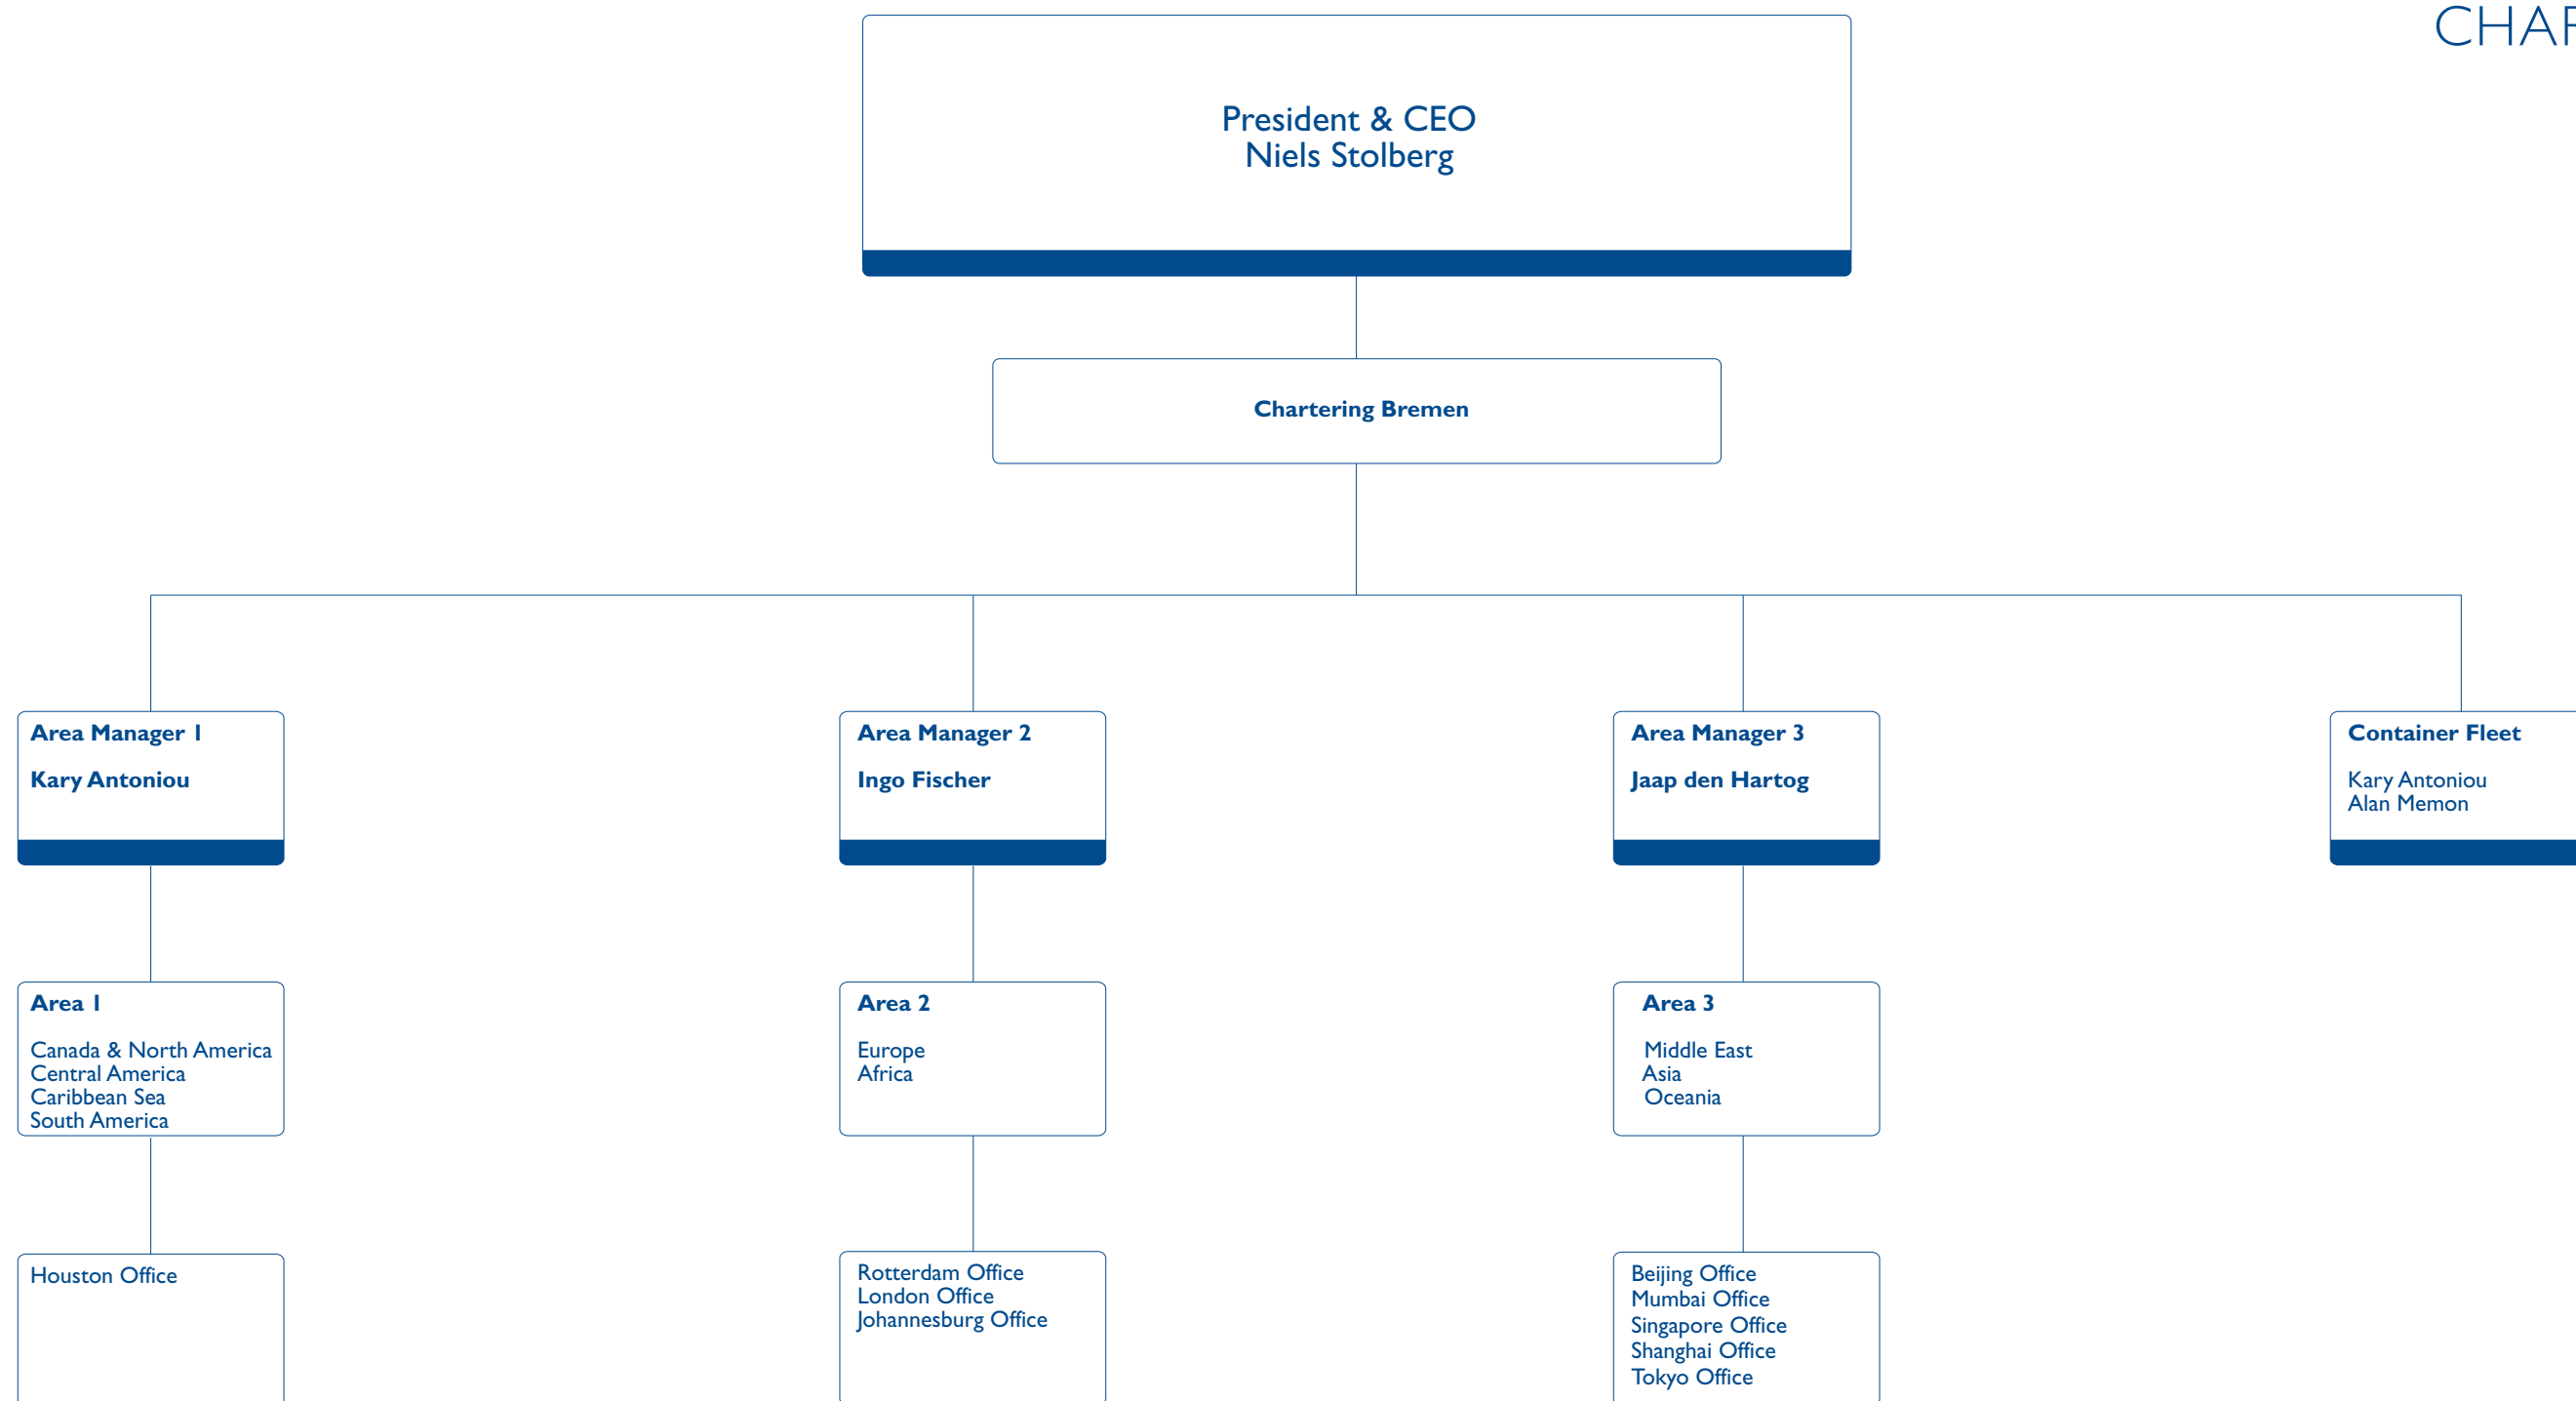 President & CEO
Niels Stolberg
Chartering Bremen
Area Manager 1
Kary Antoniou
Area Manager 2
Ingo Fischer
Area Manager 3
Jaap den Hartog
Container Fleet
Kary Antoniou
Alan Memon
Area 1
Canada & North America
Central America
Caribbean Sea
South America
Area 2
Europe
Africa
Area 3
Middle East
Asia
Oceania
Houston Office
Rotterdam Office
London Office
Johannesburg Office
Beijing Office
Mumbai Office
Singapore Office
Shanghai Office
Tokyo Office